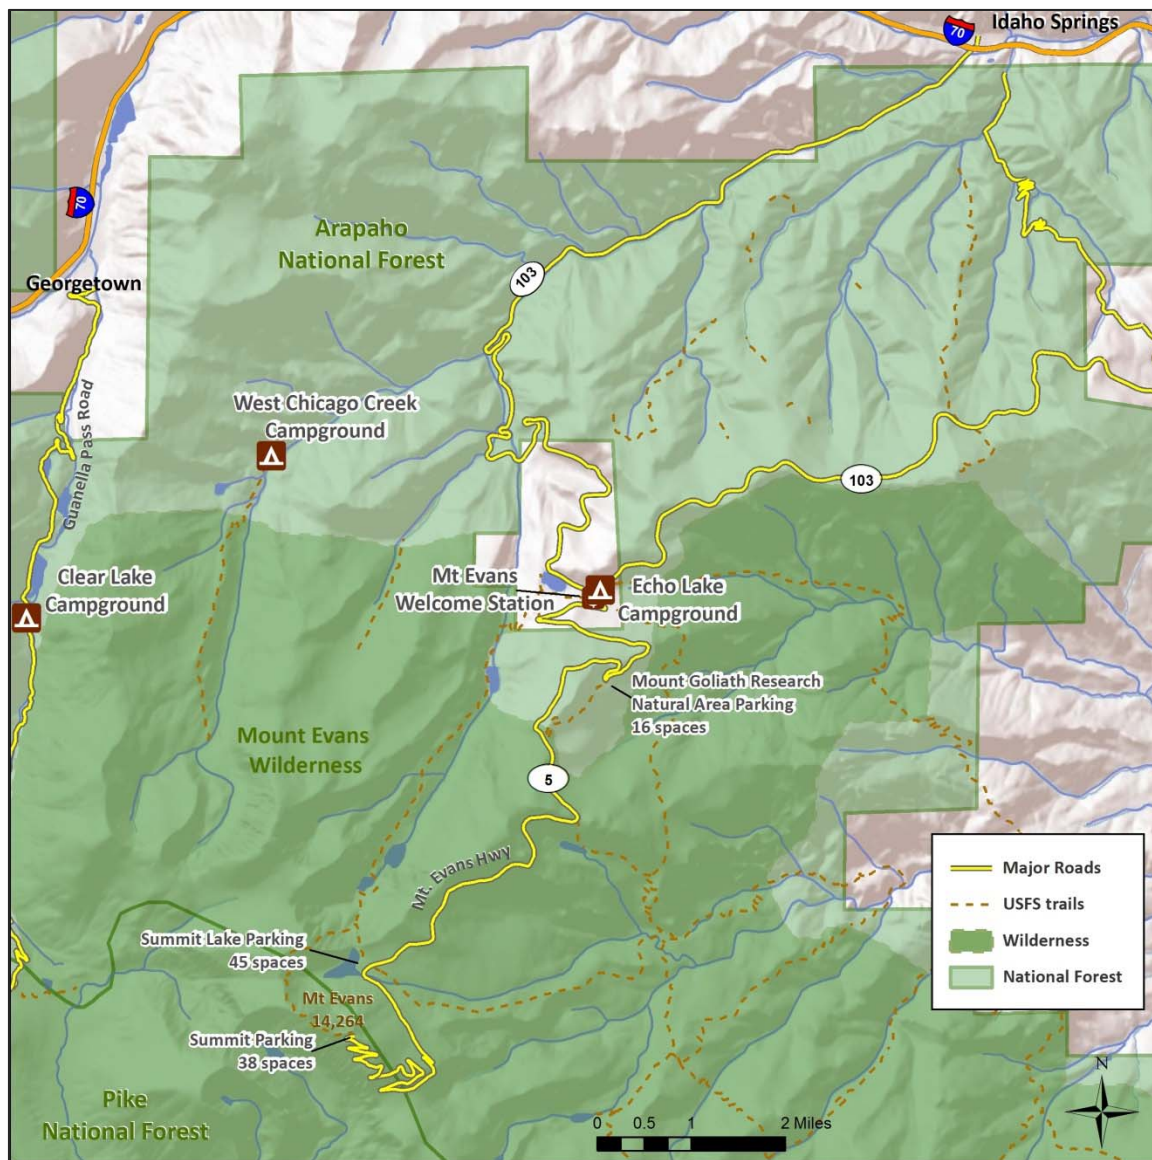 Idaho Springs
70
70
Arapaho
National Forest
Georgetown
103
Guanella Pass Road
West Chicago Creek
Campground
103
Clear Lake
Campground
Mt Evans
Welcome Station
Echo Lake
Campground
Mount Goliath Research
Natural Area Parking
16 spaces
Mount Evans
Wilderness
5
Mt. Evans Hwy
Summit Lake Parking
45 spaces
Mt Evans
14,264
Summit Parking
38 spaces
Pike
National Forest
Major Roads
USFS trails
Wilderness
National Forest
N
0 0.5 1 2 Miles